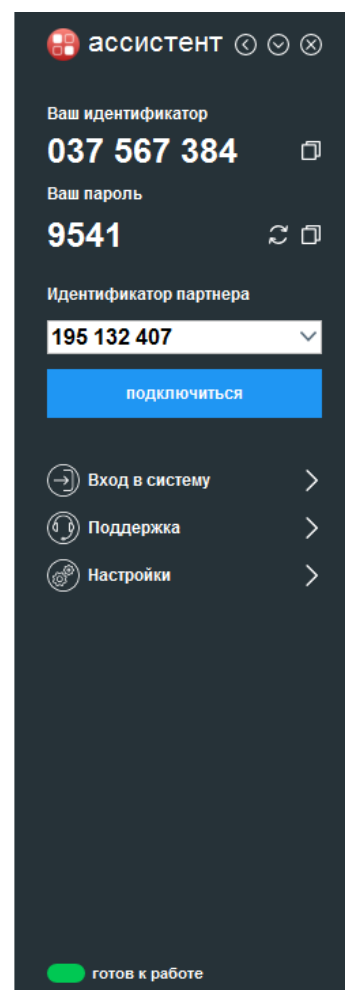 ассистент
Ваш идентификатор
037 567 384
Ваш пароль
9541
Идентификатор партнера
195 132 407
подключиться
Вход в систему
Поддержка
Настройки
готов к работе